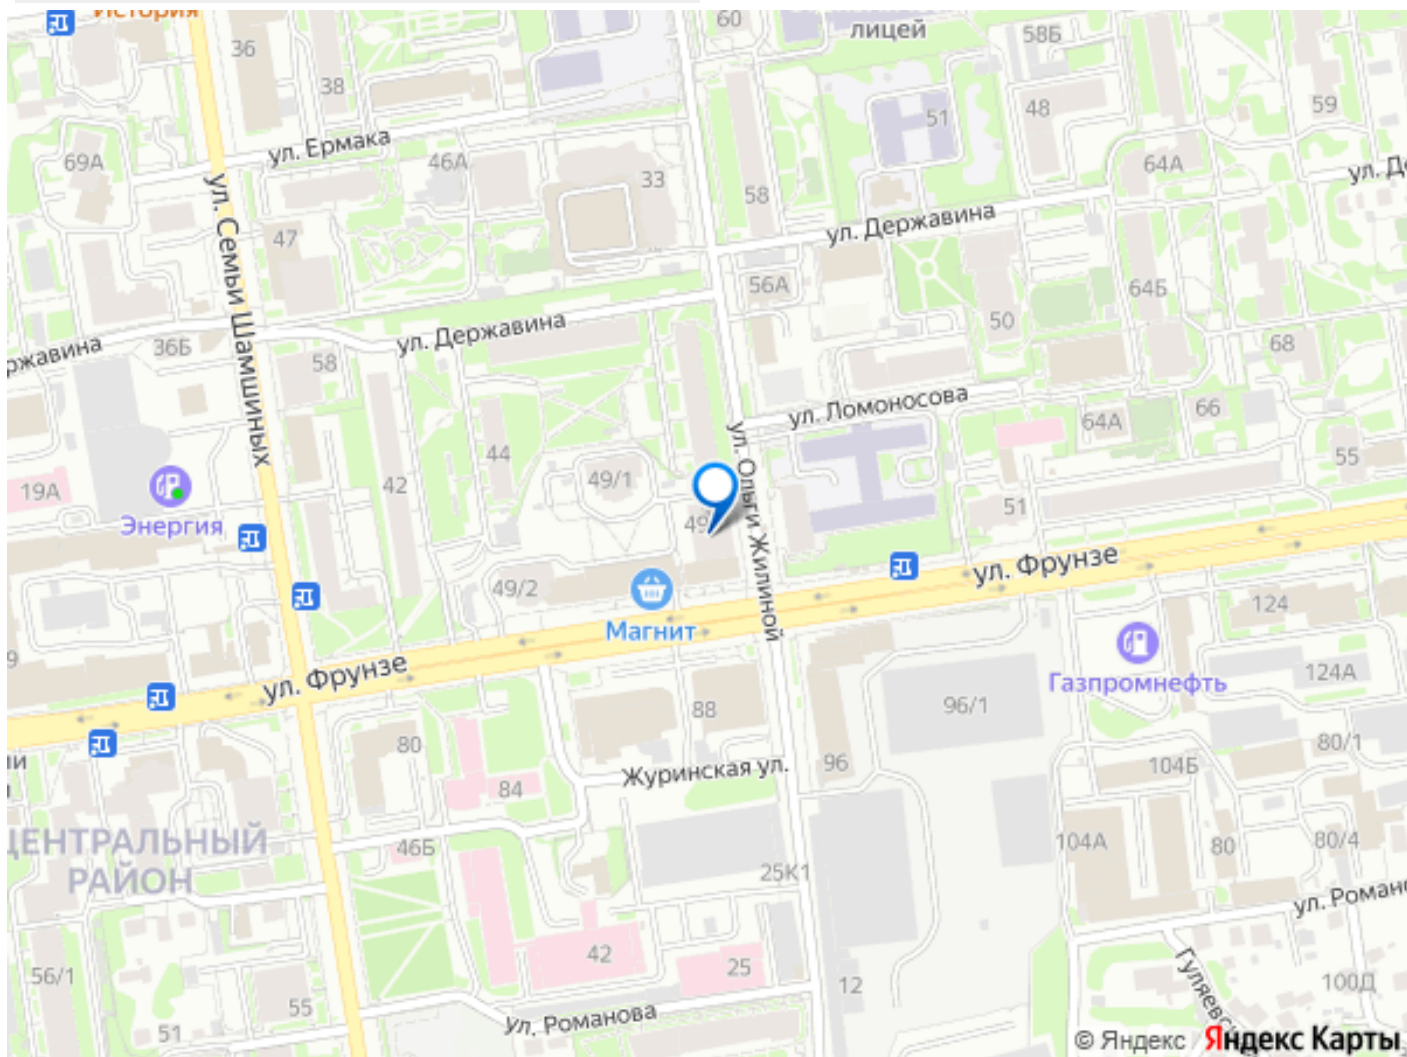 История
60
лицей
58Б
36
38
59
48
51
ул. Ермака
69А
46А
33
64А
ул. Д
58
ул. Державина
47
ул. Семьи Шамшиных
56А
64Б
50
ул. Державина
ржавина
36Б
58
68
ул. Ломоносова
66
64А
ул. Ольги Жилиной
44
49/1
55
19А
42
51
49
Энергия
ул. Фрунзе
49/2
124
Магнит
9
ул. Фрунзе
Газпромнефть
124А
88
96/1
80
80/1
96
104Б
ии
Журинская ул.
84
ЦЕНТРАЛЬНЫЙ
РАЙОН
46Б
104А
80
80/4
25К1
ул. Романо
42
25
56/1
12
100Д
Гуляевс
55
51
ул. Романова
© Яндекс Яндекс Карты